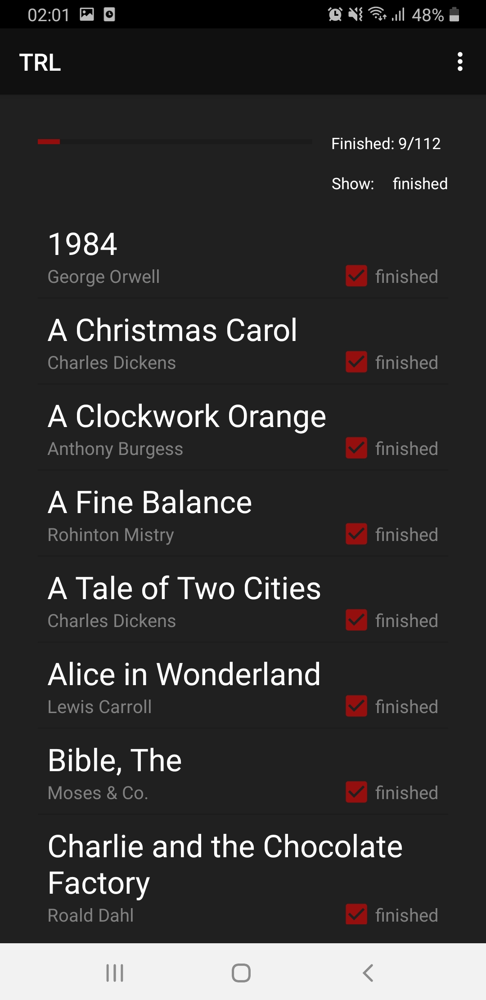 02:01 48%
TRL
Finished: 9/112
Show: finished
1984
George Orwell finished
A Christmas Carol
Charles Dickens finished
A Clockwork Orange
Anthony Burgess finished
A Fine Balance
Rohinton Mistry finished
A Tale of Two Cities
Charles Dickens finished
Alice in Wonderland
Lewis Carroll finished
Bible, The
Moses & Co. finished
Charlie and the Chocolate
Factory
Roald Dahl finished